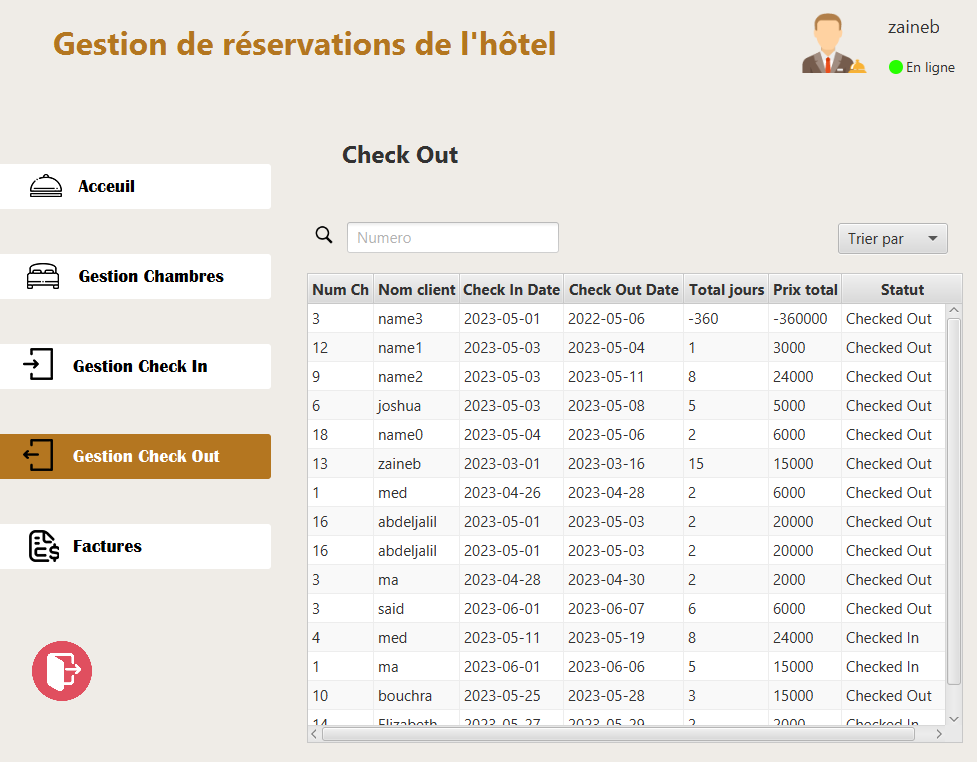 Gestion de réservations de l'hôtel
zaineb
En ligne
Check Out
Acceuil
Gestion Chambres
Gestion Check In
Gestion Check Out
Factures
Numero
Trier par
Num Ch Nom client Check In Date Check Out Date Total jours Prix total Statut
3 name3 2023-05-01 2022-05-06 -360 -360000 Checked Out
12 name1 2023-05-03 2023-05-04 1 3000 Checked Out
9 name2 2023-05-03 2023-05-11 8 24000 Checked Out
6 joshua 2023-05-03 2023-05-08 5 5000 Checked Out
18 name0 2023-05-04 2023-05-06 2 6000 Checked Out
13 zaineb 2023-03-01 2023-03-16 15 15000 Checked Out
1 med 2023-04-26 2023-04-28 2 6000 Checked Out
16 abdeljalil 2023-05-01 2023-05-03 2 20000 Checked Out
16 abdeljalil 2023-05-01 2023-05-03 2 20000 Checked Out
3 ma 2023-04-28 2023-04-30 2 2000 Checked Out
3 said 2023-06-01 2023-06-07 6 6000 Checked Out
4 med 2023-05-11 2023-05-19 8 24000 Checked In
1 ma 2023-06-01 2023-06-06 5 15000 Checked In
10 bouchra 2023-05-25 2023-05-28 3 15000 Checked Out
14 Elizabeth 2023-05-27 2023-05-29 2 2000 Checked In